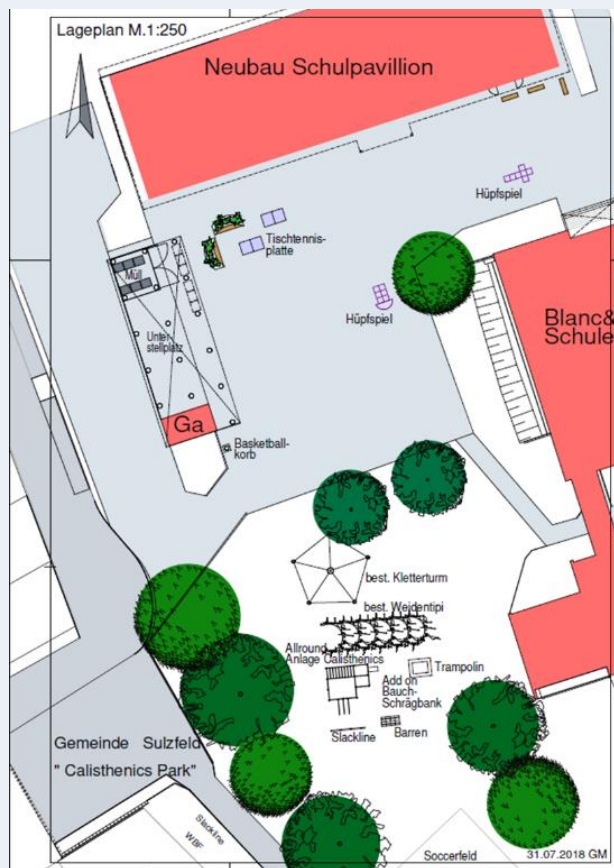 Lageplan M.1:250
Neubau Schulpavillion
Hüpfspiel
Tischtennis-
platte
Müll
Hüpfspiel
Unter-
stellplatz
Blanc&
Schule
Ga
Basketball-
korb
best. Kletterturm
best. Weidentipi
Allround
Anlage Calisthenics
Trampolin
Add on
Bauch-
Schrägbank
Slackline
Barren
Gemeinde Sulzfeld
" Calisthenics Park"
Slackline
WBF
Soccerfeld
31.07.2018 GM